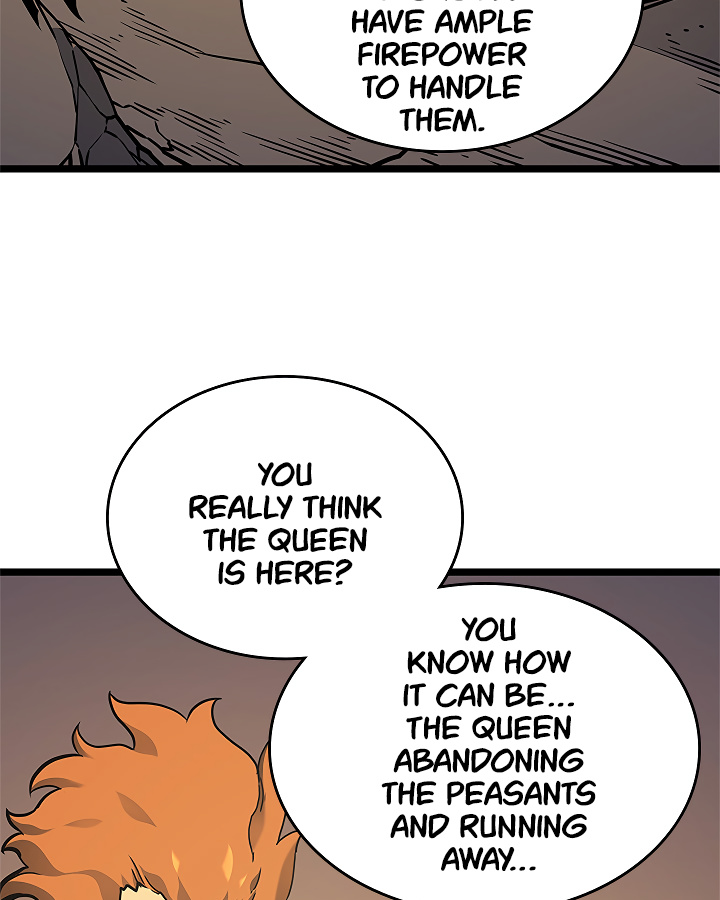 HAVE AMPLE
FIREPOWER
TO HANDLE
THEM.
YOU
REALLY THINK
THE QUEEN
IS HERE?
YOU
KNOW HOW
IT CAN BE...
THE QUEEN
ABANDONING
THE PEASANTS
AND RUNNING
AWAY...